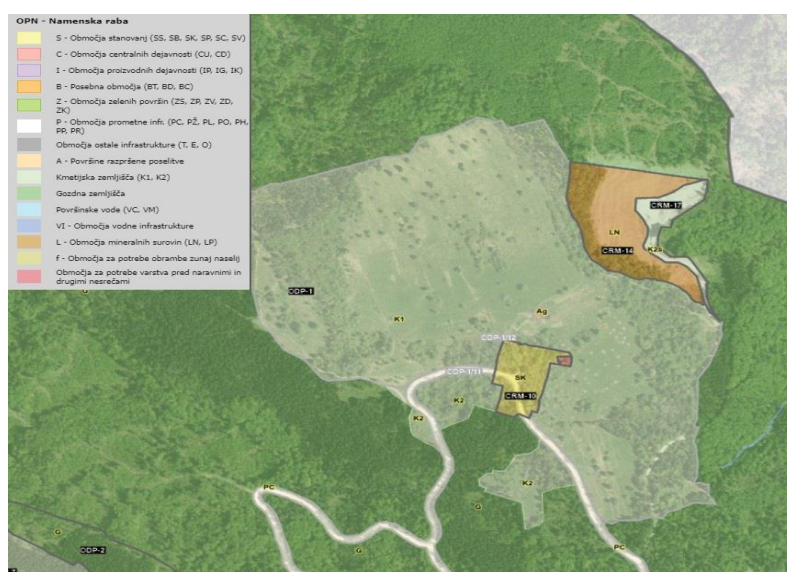 OPN - Namenska raba
S - Območja stanovanj (SS, SB, SK, SP, SC, SV)
C - Območja centralnih dejavnosti (CU, CD)
I - Območja proizvodnih dejavnosti (IP, IG, IK)
B - Posebna območja (BT, BD, BC)
Z - Območja zelenih površin (ZS, ZP, ZV, ZD,
ZK)
P - Območja prometne infr. (PC, PŽ, PL, PO, PH,
PP, PR)
Območja ostale infrastrukture (T, E, O)
A - Površine razpršene poselitve
Kmetijska zemljišča (K1, K2)
Gozdna zemljišča
Površinske vode (VC, VM)
VI - Območja vodne infrastrukture
L - Območja mineralnih surovin (LN, LP)
f - Območja za potrebe obrambe zunaj naselij
Območja za potrebe varstva pred naravnimi in
drugimi nesrečami
CRM-17
LN
CRM-14
K2s
G
ODP-1
K1
Ag
CDP-1/12
CDP-1/11
SK
CRM-10
K2
K2
K2
PC
G
G
G
ODP-2
PC